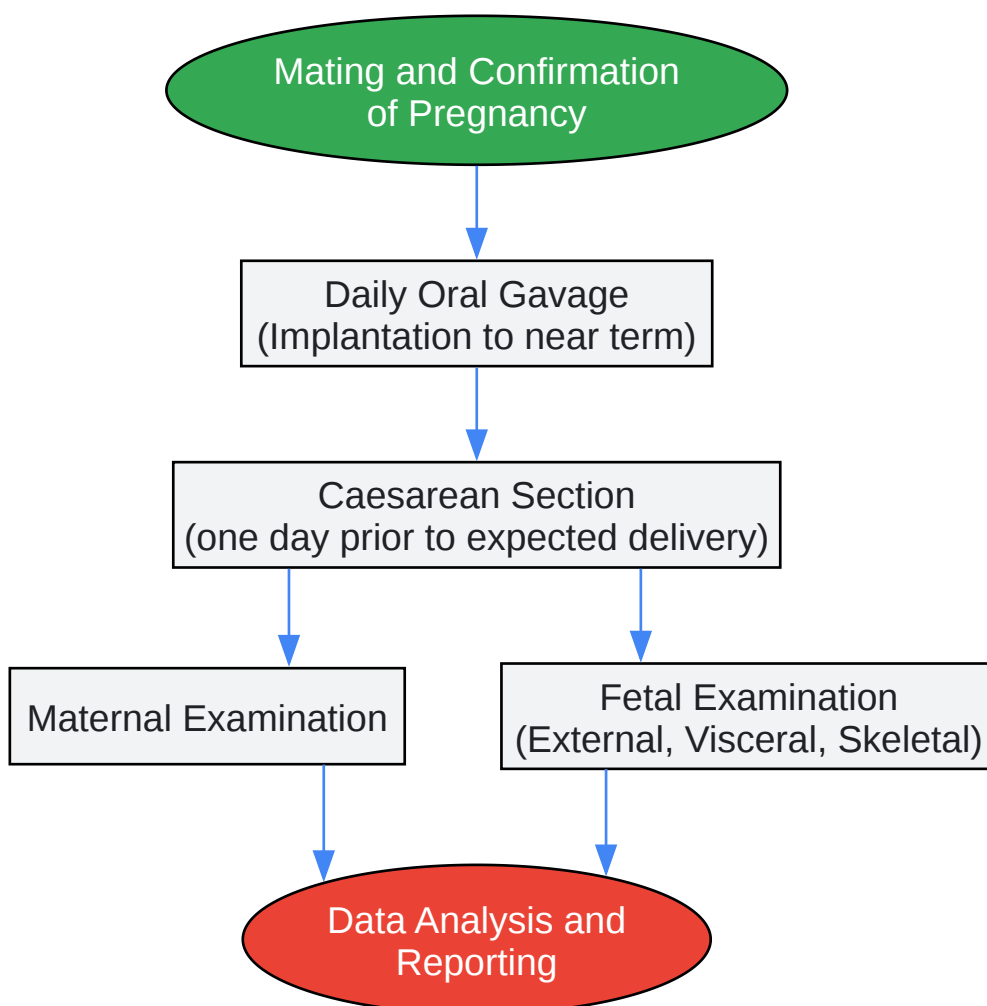 Mating and Confirmation
of Pregnancy
Daily Oral Gavage
(Implantation to near term)
Caesarean Section
(one day prior to expected delivery)
Maternal Examination
Fetal Examination
(External, Visceral, Skeletal)
Data Analysis and
Reporting